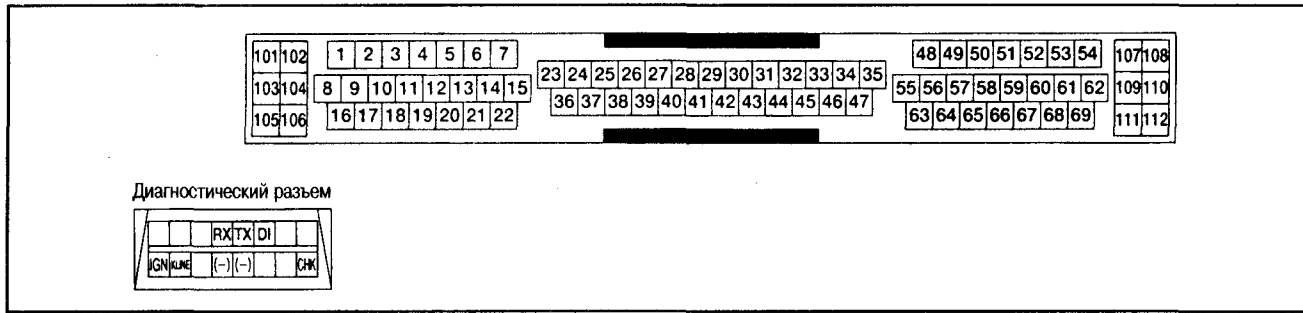 101 102 1 2 3 4 5 6 7 48 49 50 51 52 53 54 107 108
23 24 25 26 27 28 29 30 31 32 33 34 35
103 104 8 9 10 11 12 13 14 15 55 56 57 58 59 60 61 62 109 110
36 37 38 39 40 41 42 43 44 45 46 47
105 106 16 17 18 19 20 21 22 63 64 65 66 67 68 69 111 112
Диагностический разъем
RX TX DI
IGN KLINE (–) (–) CHK